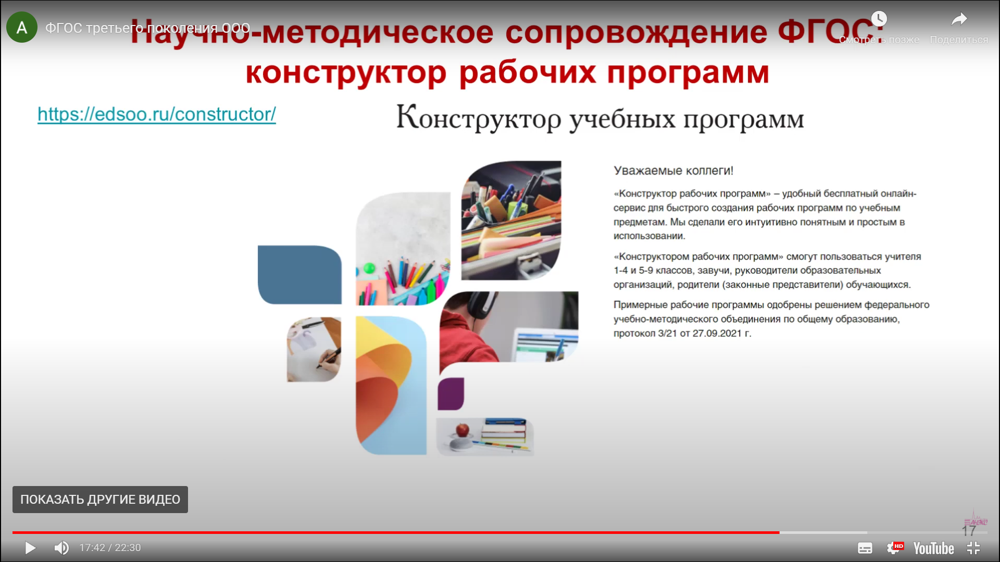 А
ФГОС третьего поколения ООО
Научно-методическое сопровождение ФГОС:
Смотреть позже
Поделиться
конструктор рабочих программ
https://edsoo.ru/constructor/
Конструктор учебных программ
Уважаемые коллеги!
«Конструктор рабочих программ» – удобный бесплатный онлайн-
сервис для быстрого создания рабочих программ по учебным
предметам. Мы сделали его интуитивно понятным и простым в
использовании.
«Конструктором рабочих программ» смогут пользоваться учителя
1-4 и 5-9 классов, завучи, руководители образовательных
организаций, родители (законные представители) обучающихся.
Примерные рабочие программы одобрены решением федерального
учебно-методического объединения по общему образованию,
протокол 3/21 от 27.09.2021 г.
ПОКАЗАТЬ ДРУГИЕ ВИДЕО
АНЭКС
17
17:42 / 22:30
HD
YouTube